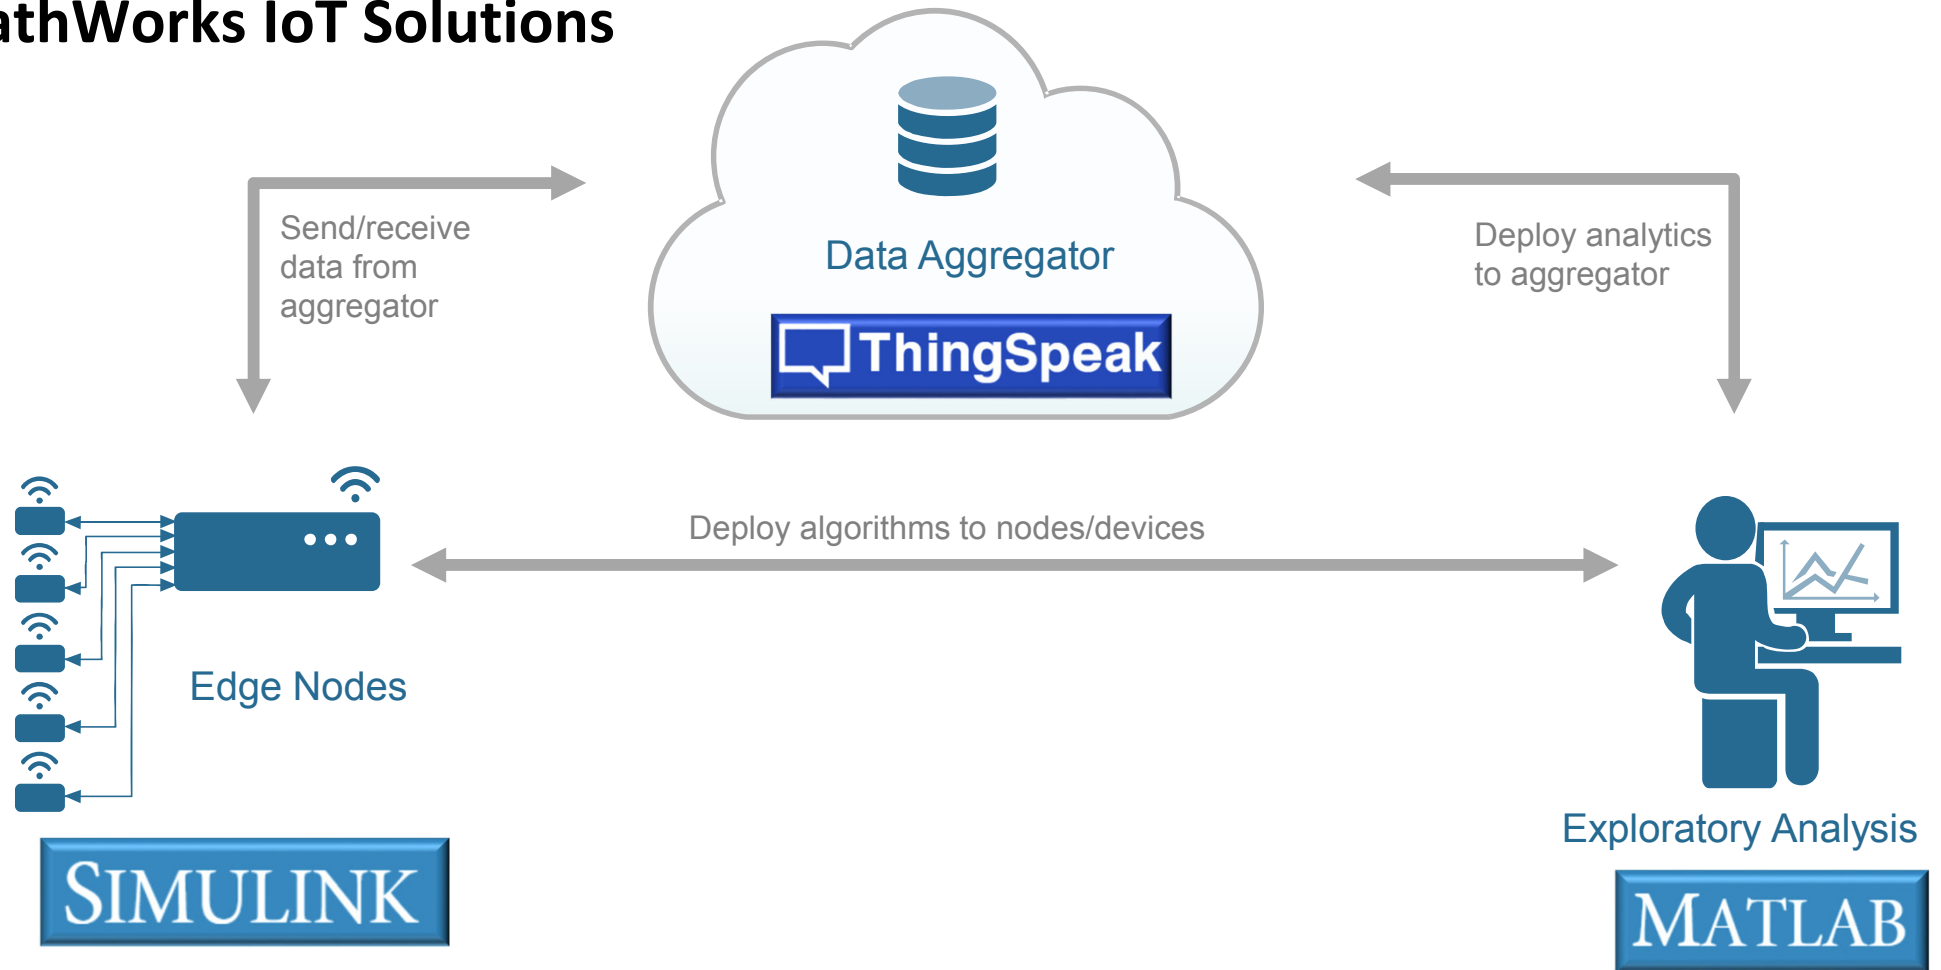 athWorks IoT Solutions
Send/receive
data from
aggregator
Data Aggregator
ThingSpeak
Deploy analytics
to aggregator
Deploy algorithms to nodes/devices
Edge Nodes
SIMULINK
Exploratory Analysis
MATLAB